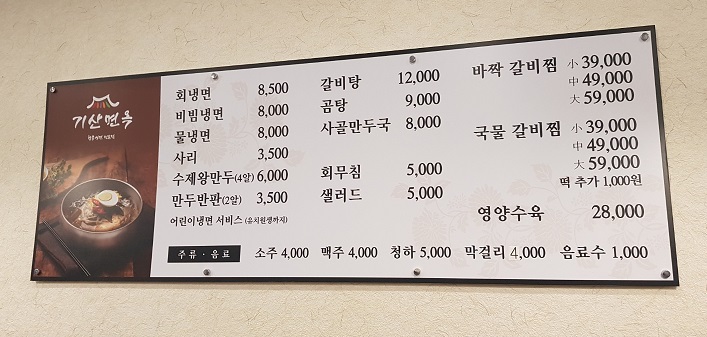 기산면옥
회냉면 8,500
비빔냉면 8,000
물냉면 8,000
사리 3,500
수제왕만두(4알) 6,000
만두반판(2알) 3,500
어린이냉면 서비스 (유치원생까지)
갈비탕 12,000
곰탕 9,000
사골만두국 8,000
회무침 5,000
샐러드 5,000
바짝 갈비찜 小 39,000
中 49,000
大 59,000
국물 갈비찜 小 39,000
中 49,000
大 59,000
떡 추가 1,000원
영양수육 28,000
주류 · 음료 소주 4,000 맥주 4,000 청하 5,000 막걸리 4,000 음료수 1,000